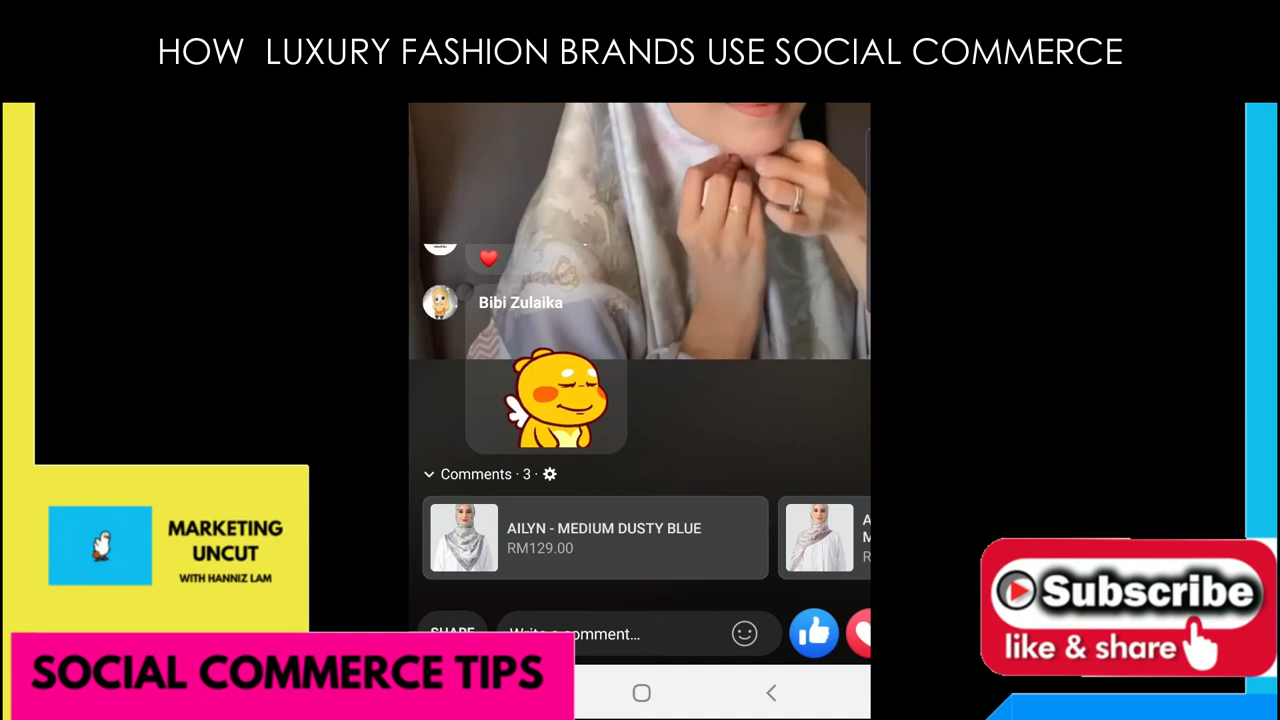 HOW LUXURY FASHION BRANDS USE SOCIAL COMMERCE
Bibi Zulaika
Comments · 3 ·
AILYN - MEDIUM DUSTY BLUE
RM129.00
SHARE
Write a comment...
MARKETING
UNCUT
WITH HANNIZ LAM
SOCIAL COMMERCE TIPS
Subscribe
like & share